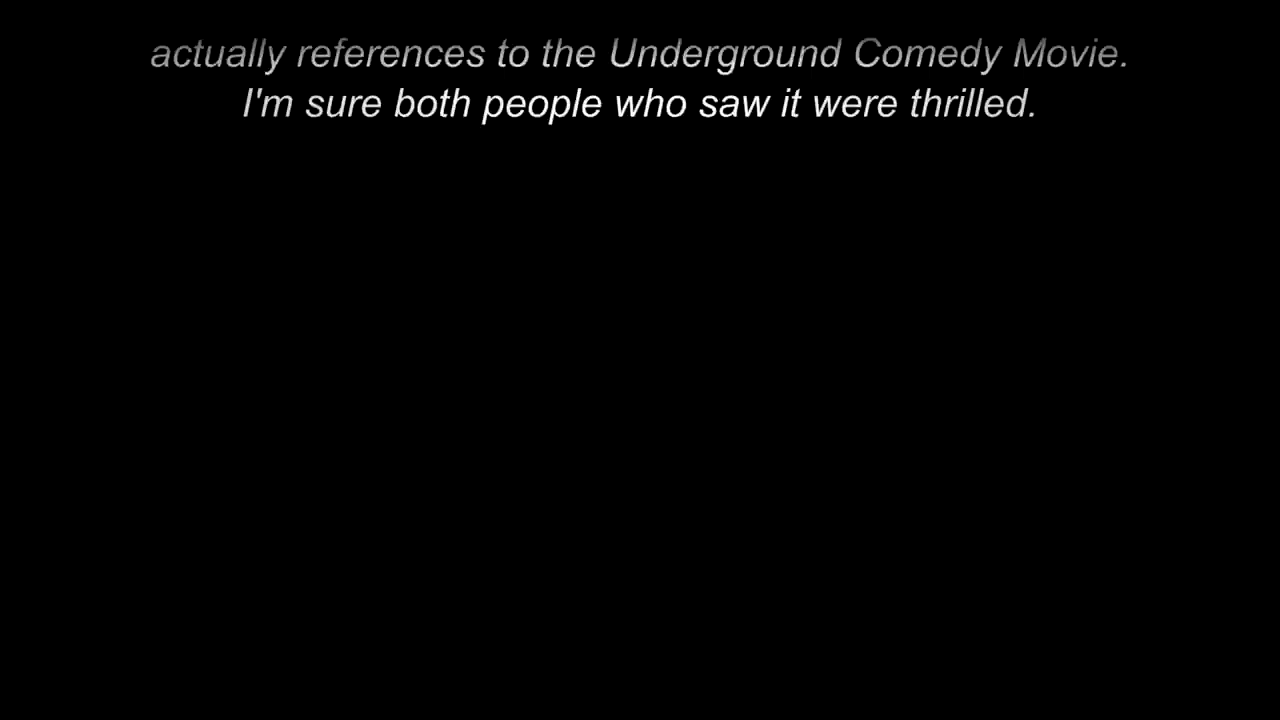 actually references to the Underground Comedy Movie.
I'm sure both people who saw it were thrilled.